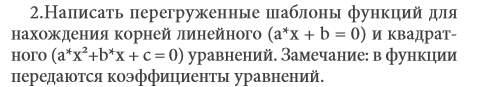 2.Написать перегруженные шаблоны функций для
нахождения корней линейного (a*x + b = 0) и квадрат-
ного (a*x²+b*x + c = 0) уравнений. Замечание: в функции
передаются коэффициенты уравнений.